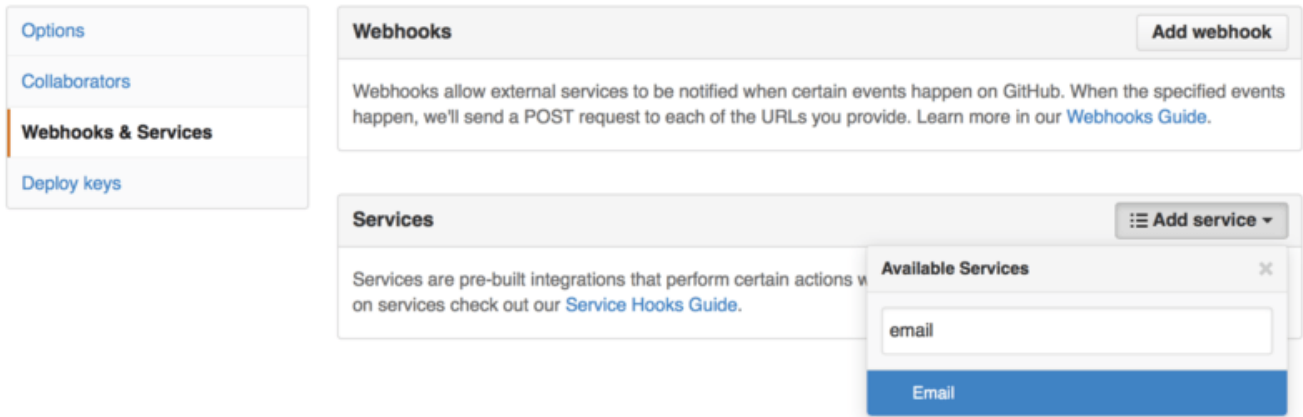 Options
Collaborators
Webhooks & Services
Deploy keys
Webhooks
Add webhook
Webhooks allow external services to be notified when certain events happen on GitHub. When the specified events
happen, we'll send a POST request to each of the URLs you provide. Learn more in our Webhooks Guide.
Services
Add service
Services are pre-built integrations that perform certain actions
on services check out our Service Hooks Guide.
Available Services
email
Email